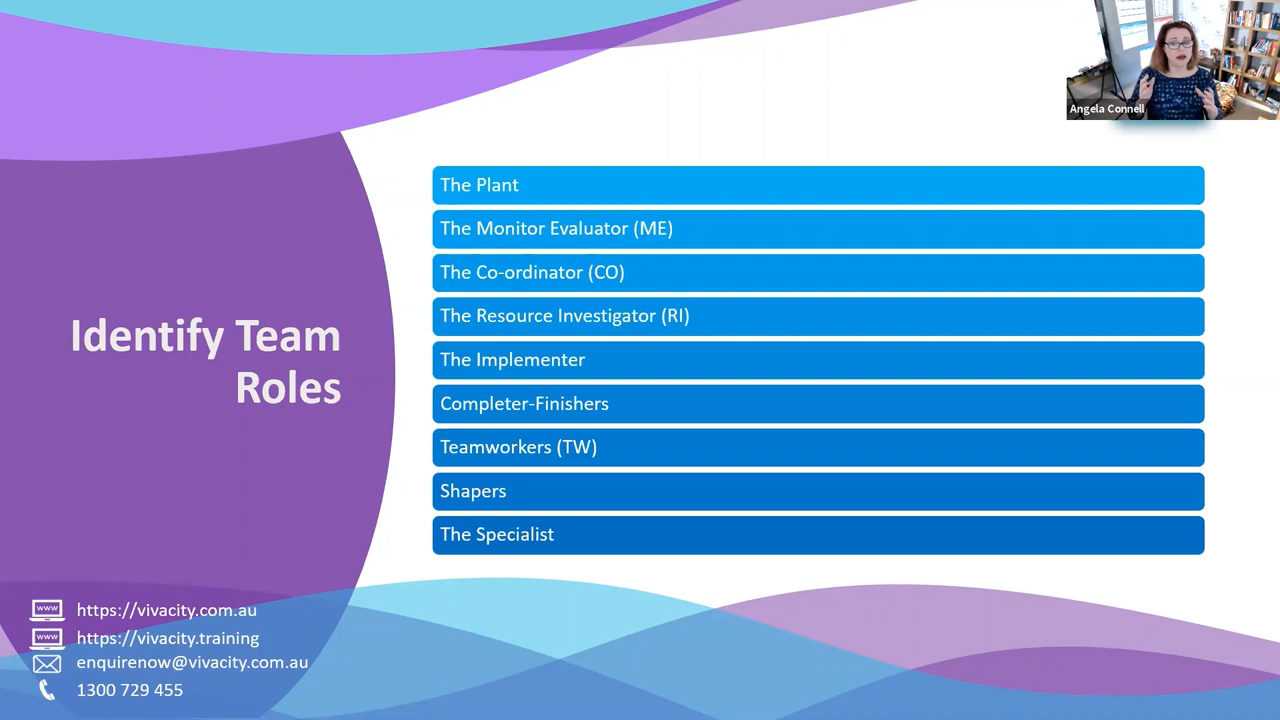 Angela Connell
The Plant
The Monitor Evaluator (ME)
The Co-ordinator (CO)
The Resource Investigator (RI)
The Implementer
Completer-Finishers
Teamworkers (TW)
Shapers
The Specialist
Identify Team
Roles
www https://vivacity.com.au
www https://vivacity.training
enquirenow@vivacity.com.au
1300 729 455